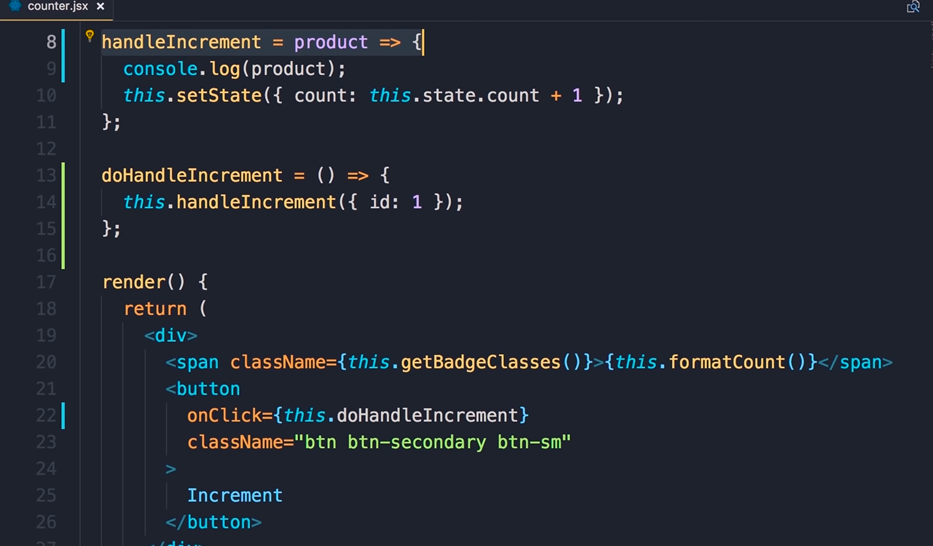 counter.jsx ×
8 handleIncrement = product => {
9 console.log(product);
10 this.setState({ count: this.state.count + 1 });
11 };
12
13 doHandleIncrement = () => {
14 this.handleIncrement({ id: 1 });
15 };
16
17 render() {
18 return (
19 <div>
20 <span className={this.getBadgeClasses()}>{this.formatCount()}</span>
21 <button
22 onClick={this.doHandleIncrement}
23 className="btn btn-secondary btn-sm"
24 >
25 Increment
26 </button>
27 </div>